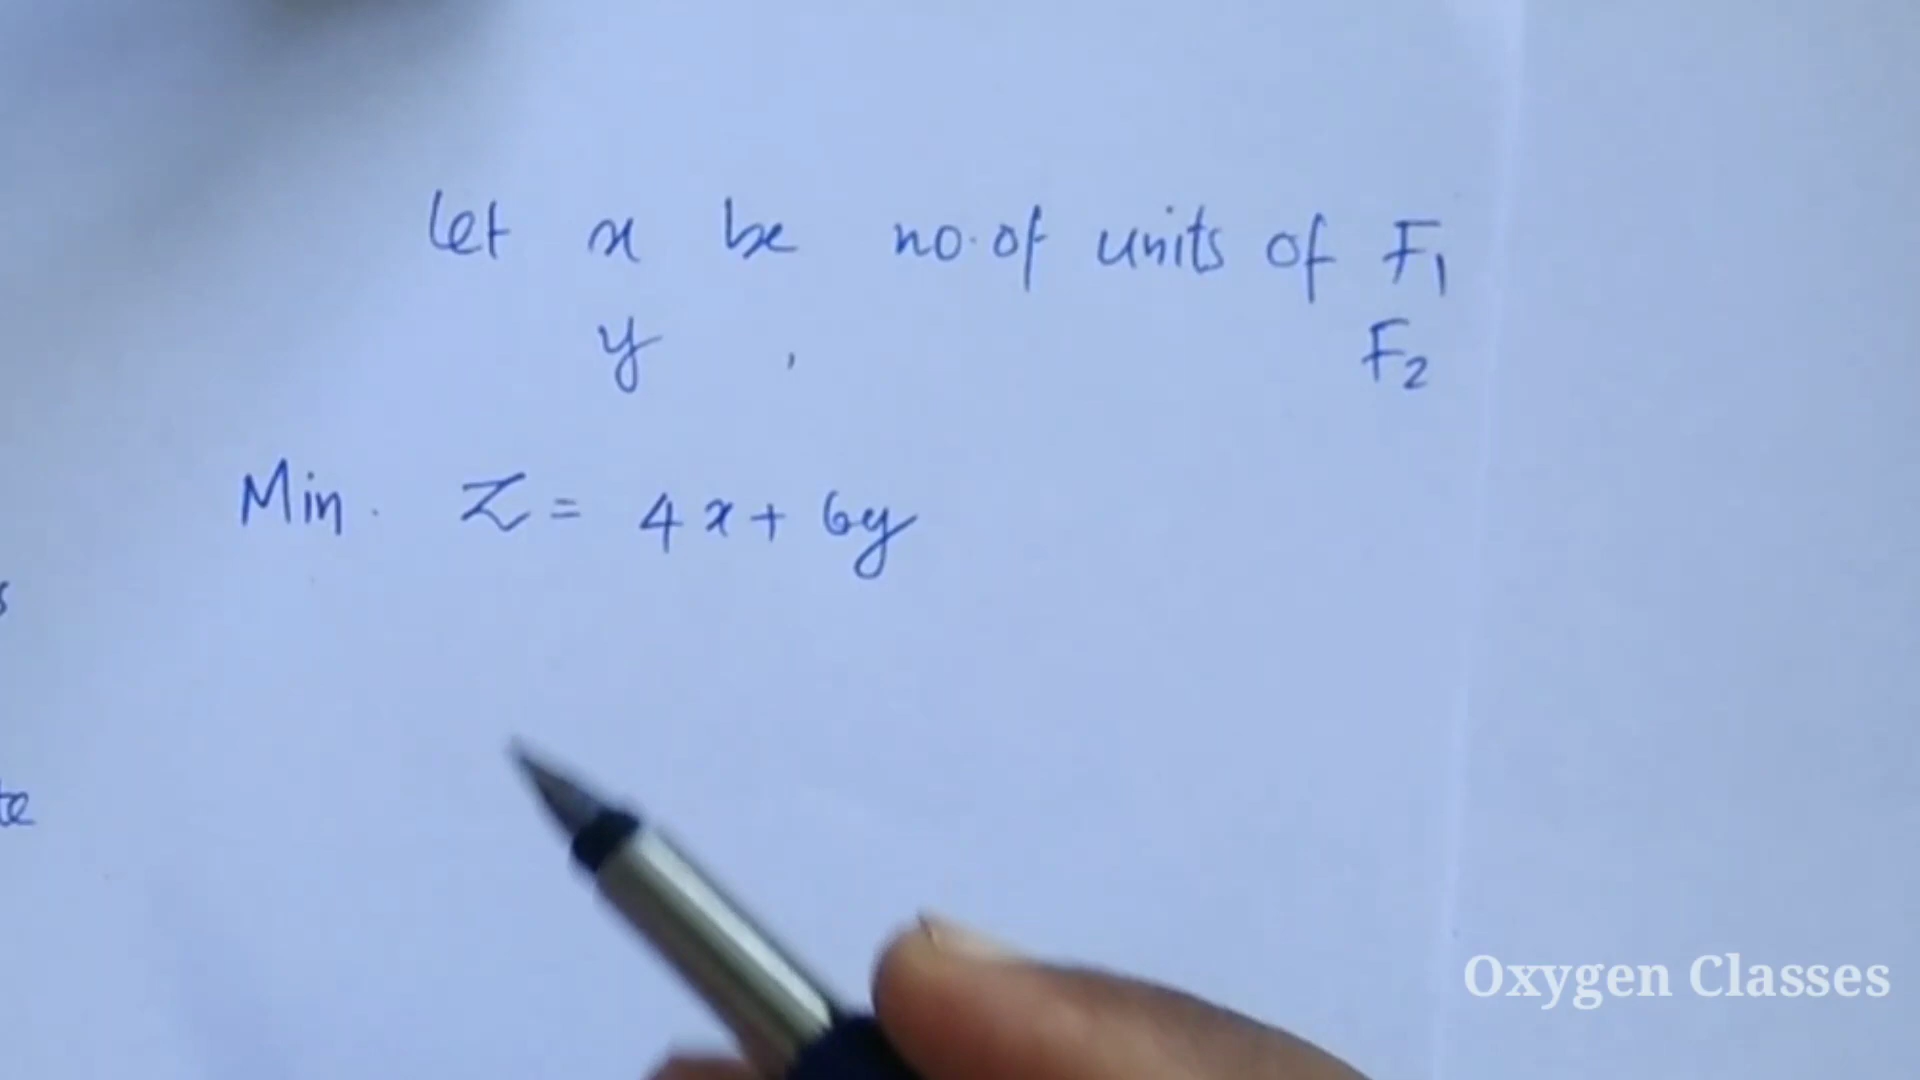 Let x be no. of units of F1
y , F2
Min. Z = 4x + 6y
Oxygen Classes